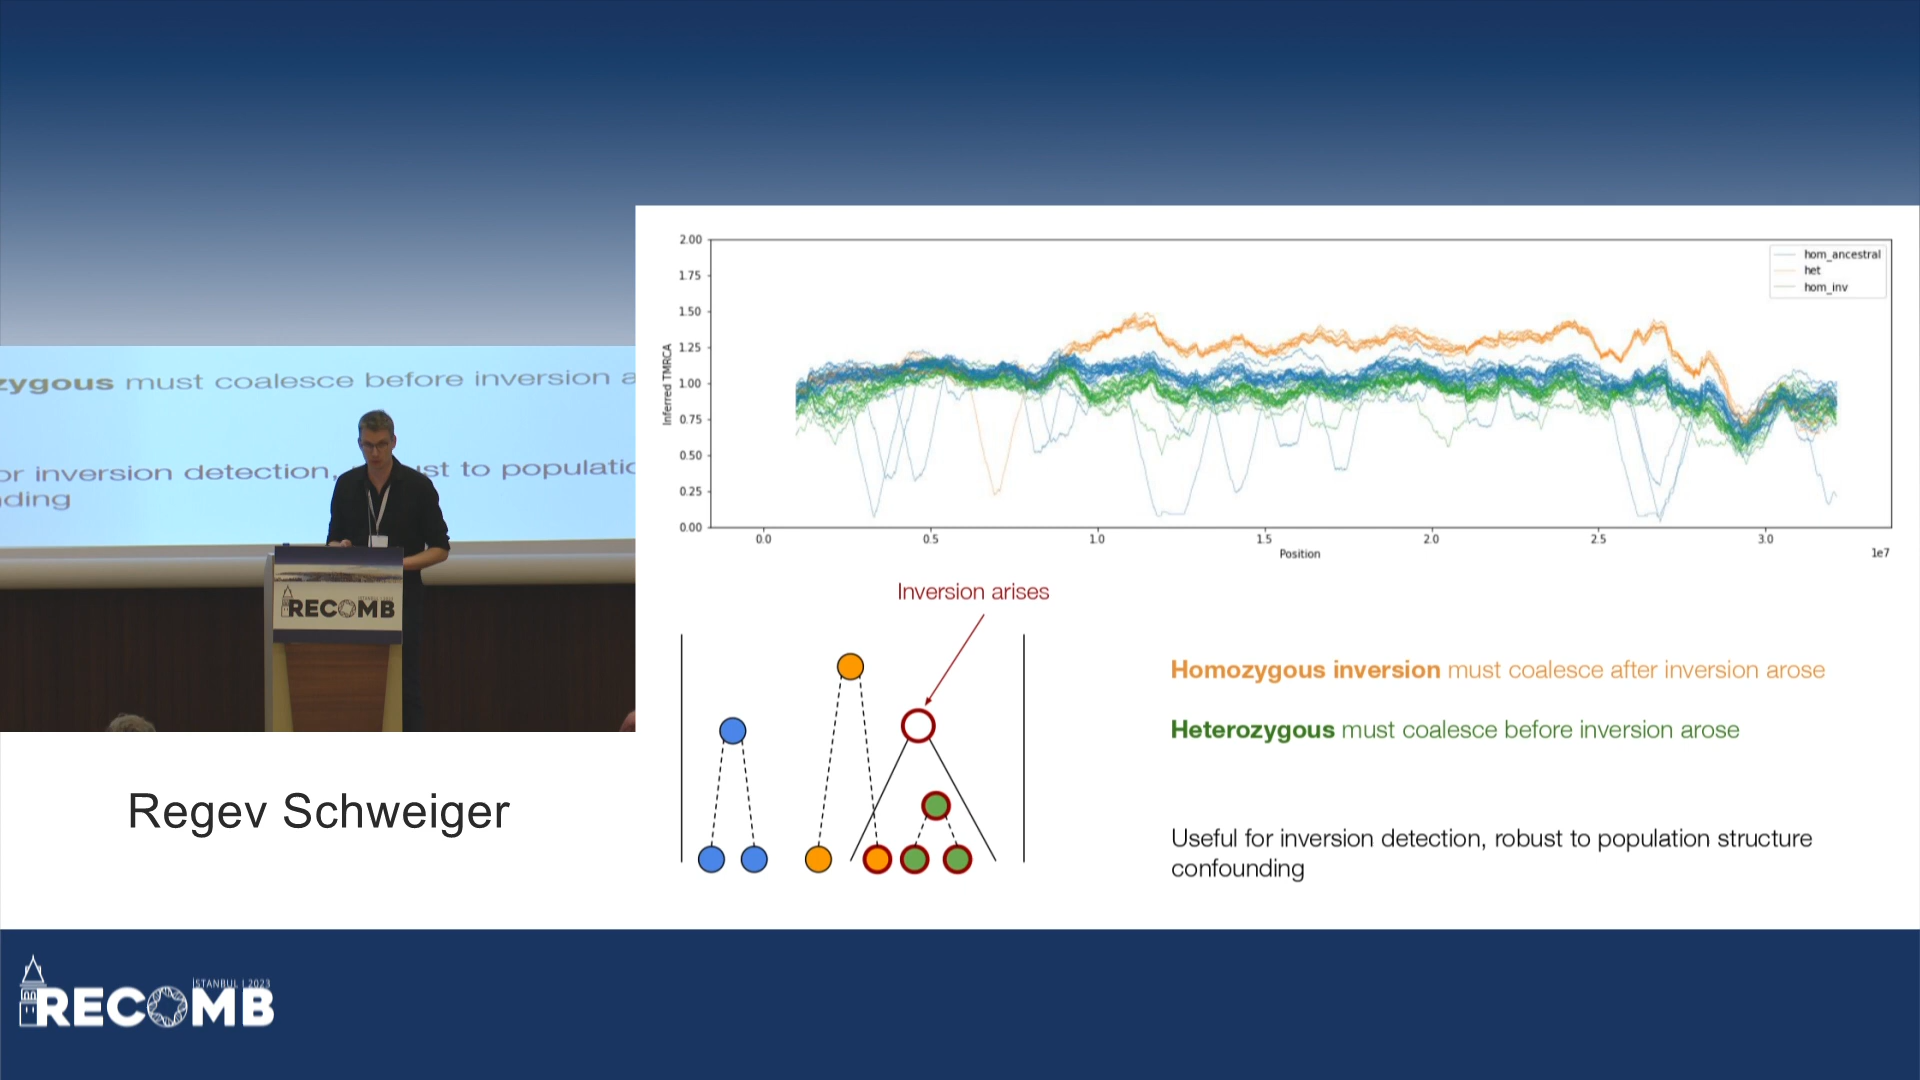 2.00
1.75
1.50
1.25
1.00
0.75
0.50
0.25
0.00
Inferred TMRCA
hom_ancestral
het
hom_inv
0.0 0.5 1.0 1.5 2.0 2.5 3.0
1e7
Position
Inversion arises
Homozygous inversion must coalesce after inversion arose
Heterozygous must coalesce before inversion arose
Useful for inversion detection, robust to population structure
confounding
zygous must coalesce before inversion a
or inversion detection, ust to populatio
ding
RECOMB
Regev Schweiger
İSTANBUL | 2023
RECOMB